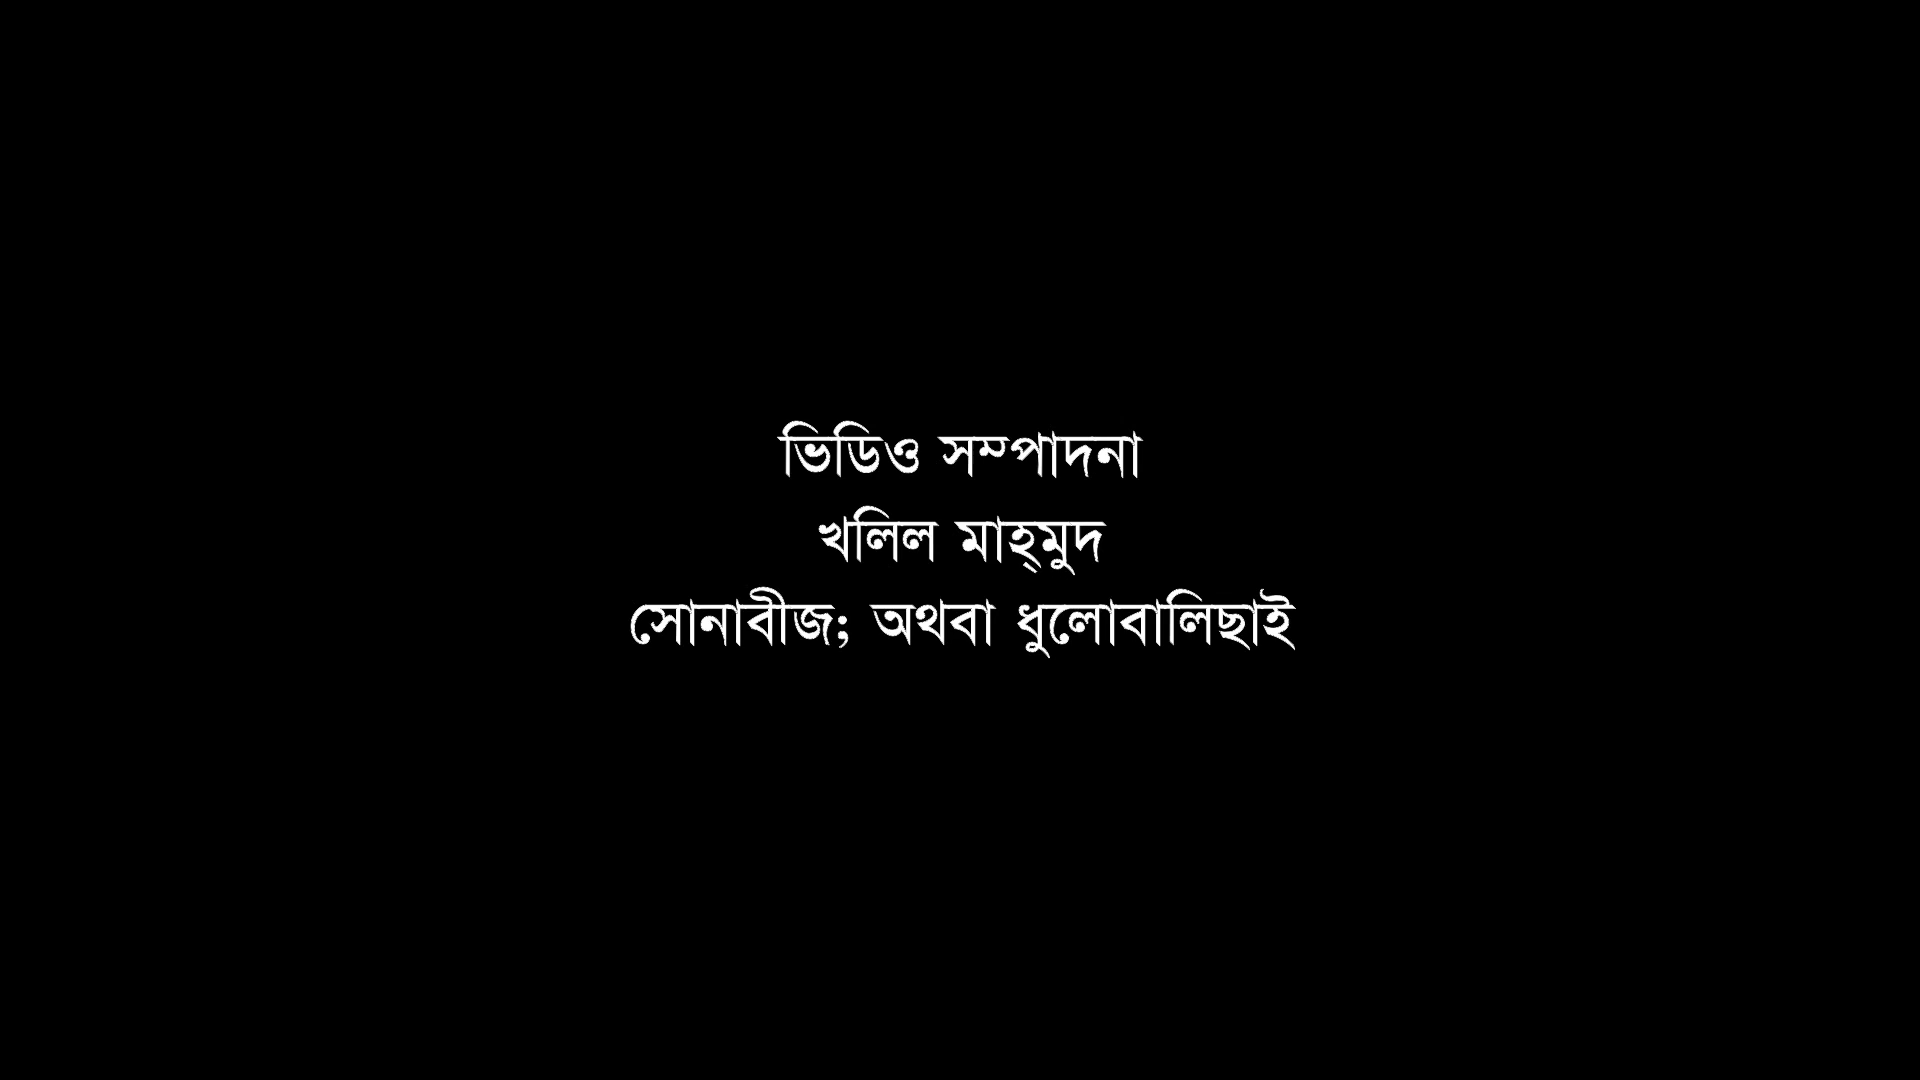 ভিডিও সম্পাদনা
খলিল মাহ্‌মুদ
সোনাবীজ; অথবা ধুলোবালিছাই